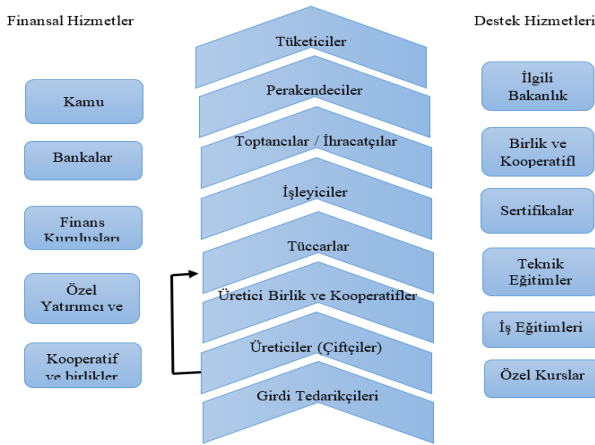 Finansal Hizmetler
Kamu
Bankalar
Finans
Kuruluşları
Özel
Yatırımcı ve
Kooperatif
ve birlikler
Tüketiciler
Perakendeciler
Toptancılar / İhracatçılar
İşleyiciler
Tüccarlar
Üretici Birlik ve Kooperatifler
Üreticiler (Çiftçiler)
Girdi Tedarikçileri
Destek Hizmetleri
İlgili
Bakanlık
Birlik ve
Kooperatifl
Sertifikalar
Teknik
Eğitimler
İş Eğitimleri
Özel Kurslar